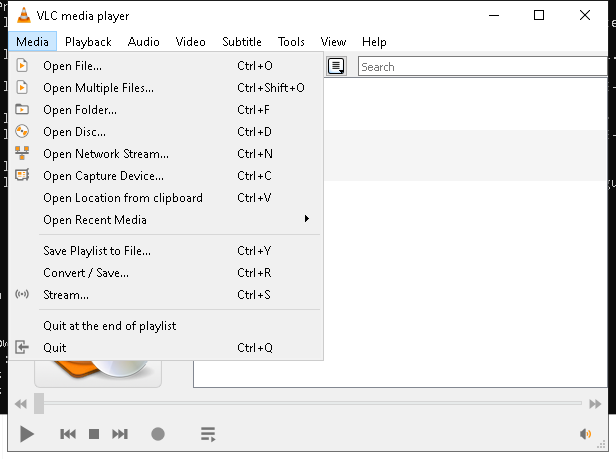 VLC media player
Media Playback Audio Video Subtitle Tools View Help
Search
Open File... Ctrl+O
Open Multiple Files... Ctrl+Shift+O
Open Folder... Ctrl+F
Open Disc... Ctrl+D
Open Network Stream... Ctrl+N
Open Capture Device... Ctrl+C
Open Location from clipboard Ctrl+V
Open Recent Media
Save Playlist to File... Ctrl+Y
Convert / Save... Ctrl+R
Stream... Ctrl+S
Quit at the end of playlist
Quit Ctrl+Q